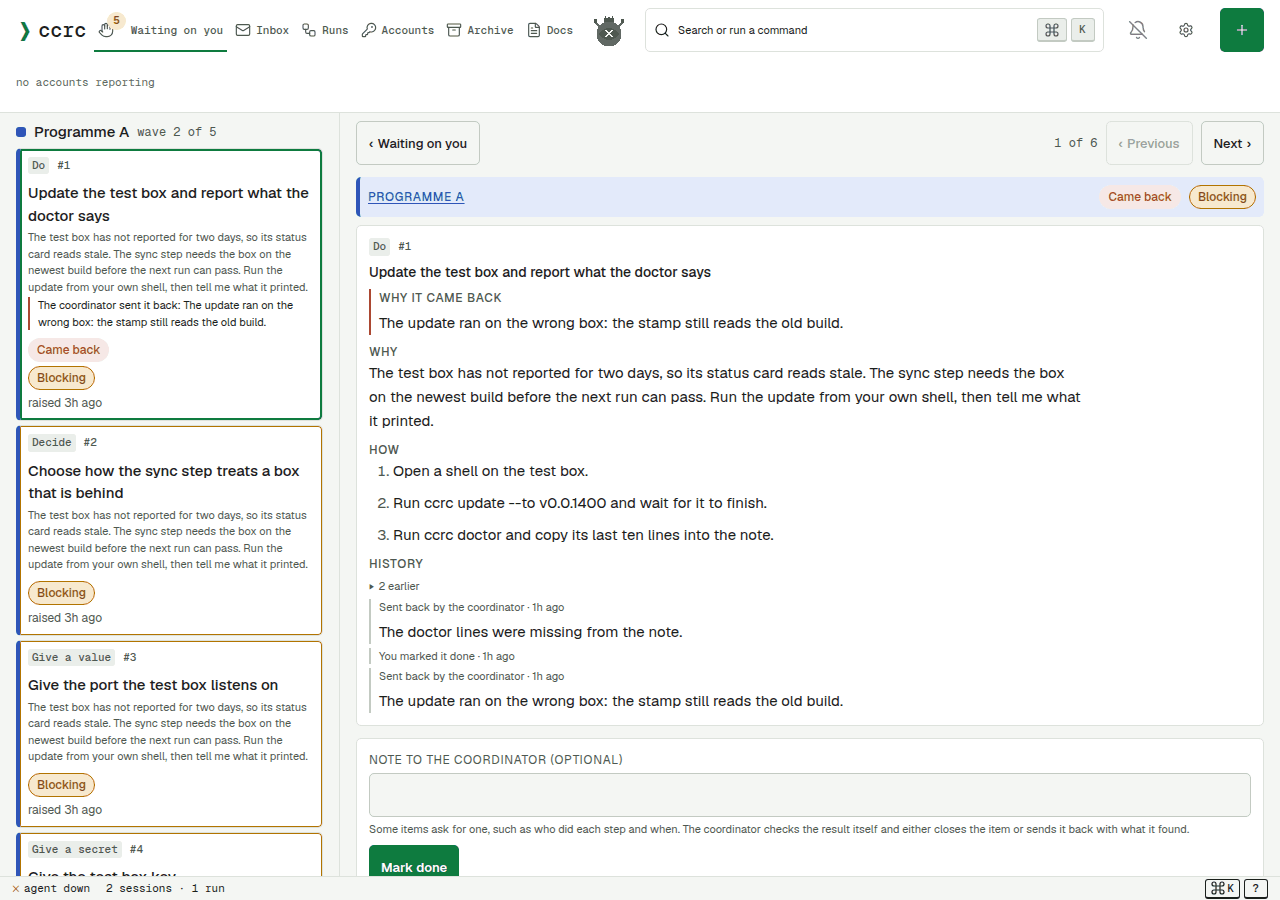 ❯ ccrc
5
Waiting on you
Inbox
Runs
Accounts
Archive
Docs
Search or run a command
⌘ K
+
no accounts reporting
Programme A wave 2 of 5
Do #1
Update the test box and report what the
doctor says
The test box has not reported for two days, so its status
card reads stale. The sync step needs the box on the
newest build before the next run can pass. Run the
update from your own shell, then tell me what it printed.
The coordinator sent it back: The update ran on the
wrong box: the stamp still reads the old build.
Came back
Blocking
raised 3h ago
Decide #2
Choose how the sync step treats a box
that is behind
The test box has not reported for two days, so its status
card reads stale. The sync step needs the box on the
newest build before the next run can pass. Run the
update from your own shell, then tell me what it printed.
Blocking
raised 3h ago
Give a value #3
Give the port the test box listens on
The test box has not reported for two days, so its status
card reads stale. The sync step needs the box on the
newest build before the next run can pass. Run the
update from your own shell, then tell me what it printed.
Blocking
raised 3h ago
Give a secret #4
Give the test box key
‹ Waiting on you
1 of 6
‹ Previous
Next ›
PROGRAMME A
Came back
Blocking
Do #1
Update the test box and report what the doctor says
WHY IT CAME BACK
The update ran on the wrong box: the stamp still reads the old build.
WHY
The test box has not reported for two days, so its status card reads stale. The sync step needs the box
on the newest build before the next run can pass. Run the update from your own shell, then tell me what
it printed.
HOW
1. Open a shell on the test box.
2. Run ccrc update --to v0.0.1400 and wait for it to finish.
3. Run ccrc doctor and copy its last ten lines into the note.
HISTORY
▸ 2 earlier
Sent back by the coordinator · 1h ago
The doctor lines were missing from the note.
You marked it done · 1h ago
Sent back by the coordinator · 1h ago
The update ran on the wrong box: the stamp still reads the old build.
NOTE TO THE COORDINATOR (OPTIONAL)
Some items ask for one, such as who did each step and when. The coordinator checks the result itself and either closes the item or sends it back with what it found.
Mark done
× agent down 2 sessions · 1 run
⌘K ?